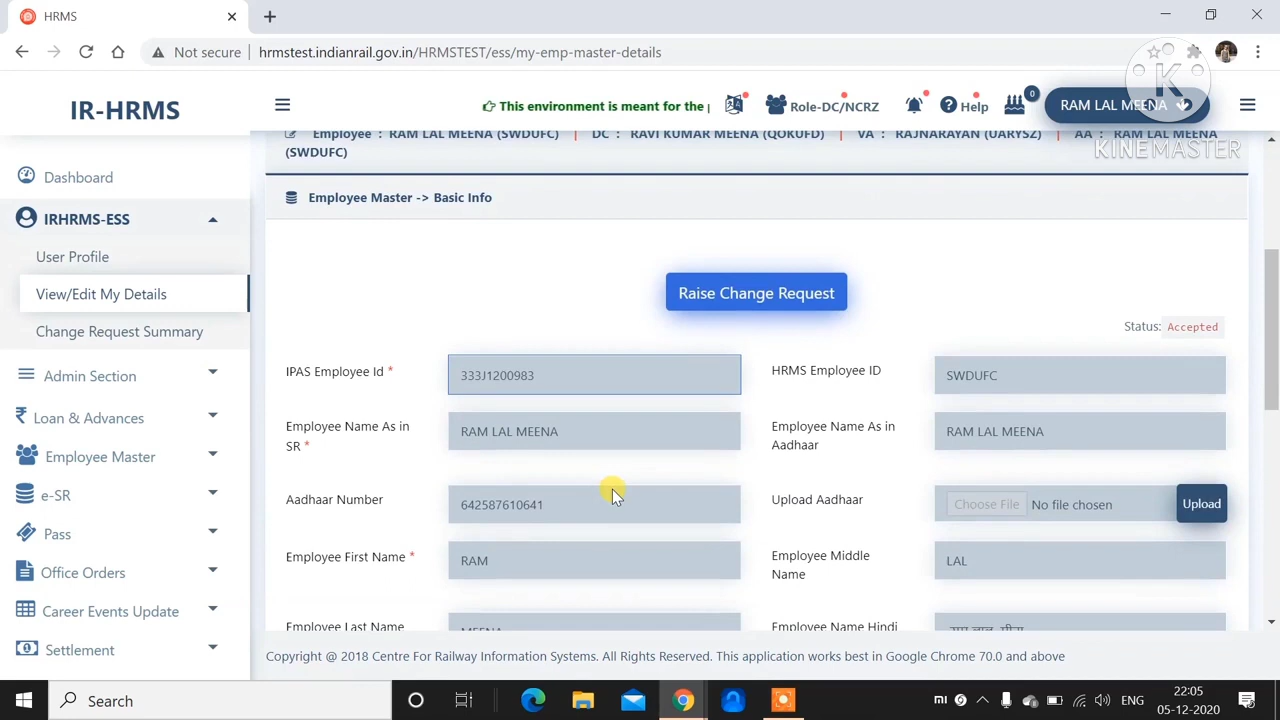 HRMS
Not secure
hrmstest.indianrail.gov.in/HRMSTEST/ess/my-emp-master-details
IR-HRMS
This environment is meant for the
Role-DC/NCRZ
Help
0
RAM LAL MEENA
K
KINEMASTER
Employee : RAM LAL MEENA (SWDUFC) | DC : RAVI KUMAR MEENA (QOKUFD) | VA : RAJNARAYAN (UARYSZ) | AA : RAM LAL MEENA
(SWDUFC)
Dashboard
IRHRMS-ESS
User Profile
View/Edit My Details
Change Request Summary
Admin Section
Loan & Advances
Employee Master
e-SR
Pass
Office Orders
Career Events Update
Settlement
Employee Master -> Basic Info
Raise Change Request
Status: Accepted
IPAS Employee Id * 333J1200983
HRMS Employee ID SWDUFC
Employee Name As in
SR * RAM LAL MEENA
Employee Name As in
Aadhaar RAM LAL MEENA
Aadhaar Number 642587610641
Upload Aadhaar Choose File No file chosen Upload
Employee First Name * RAM
Employee Middle
Name LAL
Employee Last Name MEENA
Employee Name Hindi राम लाल मीना
Copyright @ 2018 Centre For Railway Information Systems. All Rights Reserved. This application works best in Google Chrome 70.0 and above
Search
mi
ENG
22:05
05-12-2020